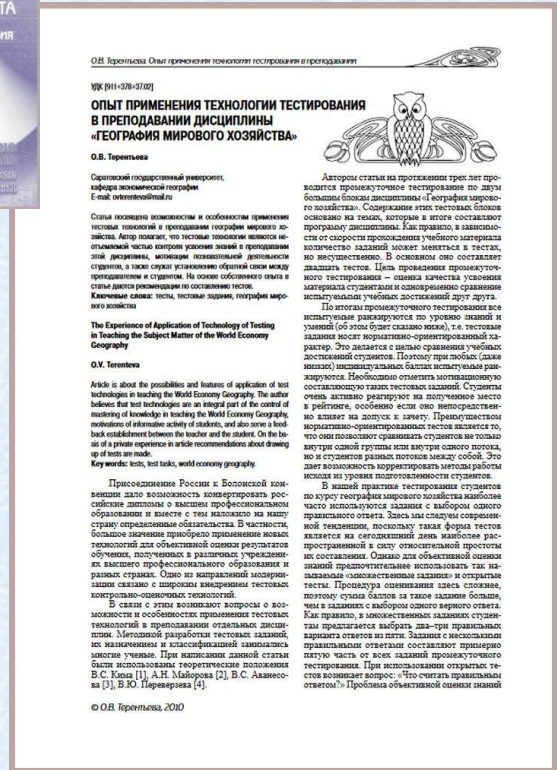 ТА
ия
О.В. Терентьева. Опыт применения технологии тестирования в преподавании
УДК [911+378+37.02]
ОПЫТ ПРИМЕНЕНИЯ ТЕХНОЛОГИИ ТЕСТИРОВАНИЯ
В ПРЕПОДАВАНИИ ДИСЦИПЛИНЫ
«ГЕОГРАФИЯ МИРОВОГО ХОЗЯЙСТВА»
О.В. Терентьева
Саратовский государственный университет,
кафедра экономической географии
E-mail: ovterenteva@mail.ru
Статья посвящена возможностям и особенностям применения
тестовых технологий в преподавании географии мирового хо-
зяйства. Автор полагает, что тестовые технологии являются не-
отъемлемой частью контроля усвоения знаний в преподавании
этой дисциплины, мотивации познавательной деятельности
студентов, а также служат установлению обратной связи между
преподавателем и студентом. На основе собственного опыта в
статье даются рекомендации по составлению тестов.
Ключевые слова: тесты, тестовые задания, география миро-
вого хозяйства
The Experience of Application of Technology of Testing
in Teaching the Subject Matter of the World Economy
Geography
O.V. Terenteva
Article is about the possibilities and features of application of test
technologies in teaching the World Economy Geography. The author
believes that test technologies are an integral part of the control of
mastering of knowledge in teaching the World Economy Geography,
motivations of informative activity of students, and also serve a feed-
back establishment between the teacher and the student. On the ba-
sis of a private experience in article recommendations about drawing
up of tests are made.
Key words: tests, test tasks, world economy geography.
Присоединение России к Болонской кон-
венции дало возможность конвертировать рос-
сийские дипломы о высшем профессиональном
образовании и вместе с тем наложило на нашу
страну определенные обязательства. В частности,
большое значение приобрело применение новых
технологий для объективной оценки результатов
обучения, полученных в различных учреждени-
ях высшего профессионального образования и
разных странах. Одно из направлений модерни-
зации связано с широким внедрением тестовых
контрольно-оценочных технологий.
В связи с этим возникают вопросы о воз-
можности и особенностях применения тестовых
технологий в преподавании отдельных дисци-
плин. Методикой разработки тестовых заданий,
их назначением и классификацией занимались
многие ученые. При написании данной статьи
были использованы теоретические положения
В.С. Кима [1], А.Н. Майорова [2], В.С. Аванесо-
ва [3], В.Ю. Переверзева [4].
© О.В. Терентьева, 2010
Автором статьи на протяжении трех лет про-
водится промежуточное тестирование по двум
большим блокам дисциплины «География мирово-
го хозяйства». Содержание этих тестовых блоков
основано на темах, которые в итоге составляют
программу дисциплины. Как правило, в зависимо-
сти от скорости прохождения учебного материала
количество заданий может меняться в тестах,
но несущественно. В основном оно составляет
двадцать тестов. Цель проведения промежуточ-
ного тестирования – оценка качества усвоения
материала студентами и одновременно сравнение
испытуемыми учебных достижений друг друга.
По итогам промежуточного тестирования все
испытуемые ранжируются по уровню знаний и
умений (об этом будет сказано ниже), т.е. тестовые
задания носят нормативно-ориентированный ха-
рактер. Это делается с целью сравнения учебных
достижений студентов. Поэтому при любых (даже
низких) индивидуальных баллах испытуемые ран-
жируются. Необходимо отметить мотивационную
составляющую таких тестовых заданий. Студенты
очень активно реагируют на полученное место
в рейтинге, особенно если оно непосредствен-
но влияет на допуск к зачету. Преимуществом
нормативно-ориентированных тестов является то,
что они позволяют сравнивать студентов не только
внутри одной группы или внутри одного потока,
но и студентов разных потоков между собой. Это
дает возможность корректировать методы работы
исходя из уровня подготовленности студентов.
В нашей практике тестирования студентов
по курсу география мирового хозяйства наиболее
часто используются задания с выбором одного
правильного ответа. Здесь мы следуем современ-
ной тенденции, поскольку такая форма тестов
является на сегодняшний день наиболее рас-
пространенной в силу относительной простоты
их составления. Однако для объективной оценки
знаний предпочтительнее использовать так на-
зываемые «множественные задания» и открытые
тесты. Процедура оценивания здесь сложнее,
поэтому сумма баллов за такое задание больше,
чем в заданиях с выбором одного верного ответа.
Как правило, в множественных заданиях студен-
там предлагается выбрать два–три правильных
варианта ответов из пяти. Задания с несколькими
правильными ответами составляют примерно
пятую часть от всех заданий промежуточного
тестирования. При использовании открытых те-
стов возникает вопрос: «Что считать правильным
ответом?» Проблема объективной оценки знаний